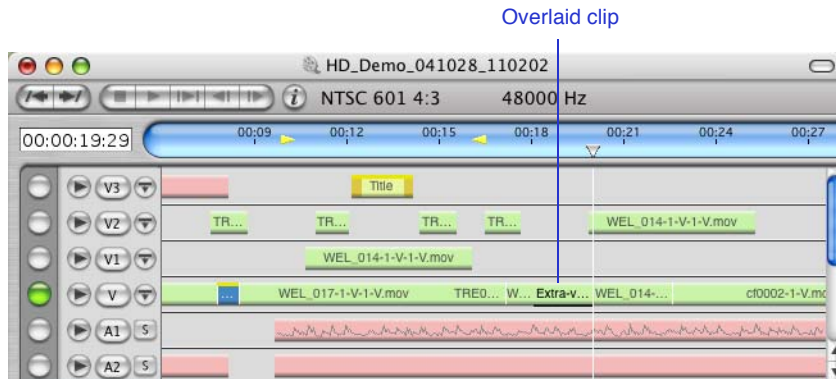 Overlaid clip
HD_Demo_041028_110202
NTSC 601 4:3 48000 Hz
00:00:19:29 00:09 00:12 00:15 00:18 00:21 00:24 00:27
V3 Title
V2 TR... TR... TR... TR... WEL_014-1-V-1-V.mov
V1 WEL_014-1-V-1-V.mov
V ... WEL_017-1-V-1-V.mov TRE0... W... Extra-v... WEL_014-... cf0002-1-V.mo
A1 S
A2 S